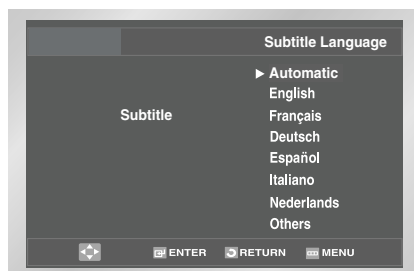 Subtitle Language
Subtitle
► Automatic
English
Français
Deutsch
Español
Italiano
Nederlands
Others
ENTER RETURN MENU